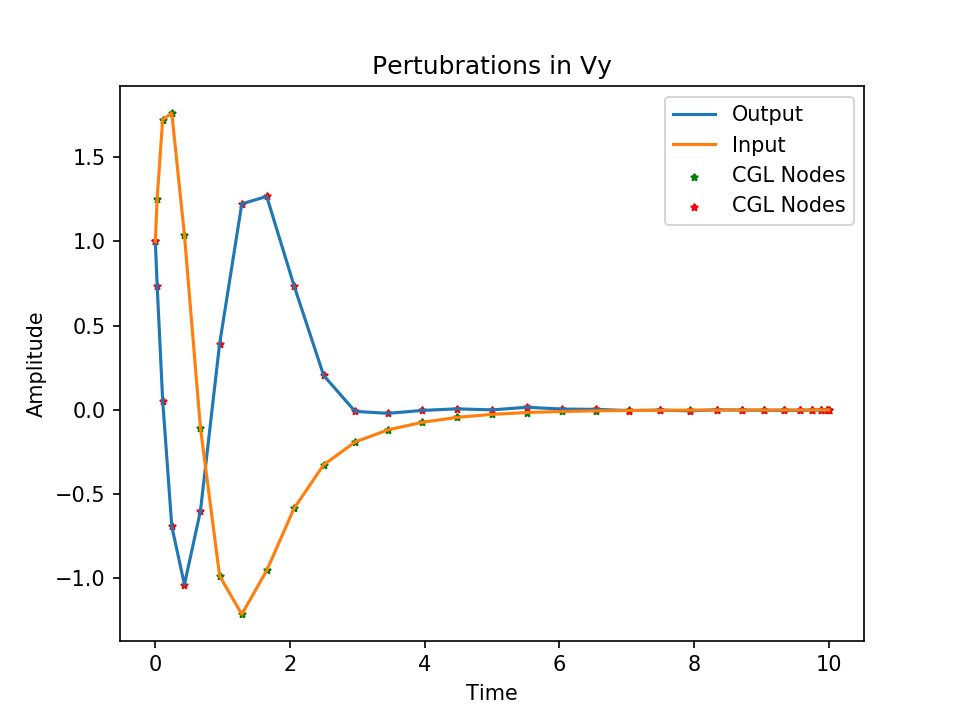 Pertubrations in Vy
Output
Input
CGL Nodes
CGL Nodes
1.5
1.0
0.5
0.0
−0.5
−1.0
Amplitude
0 2 4 6 8 10
Time